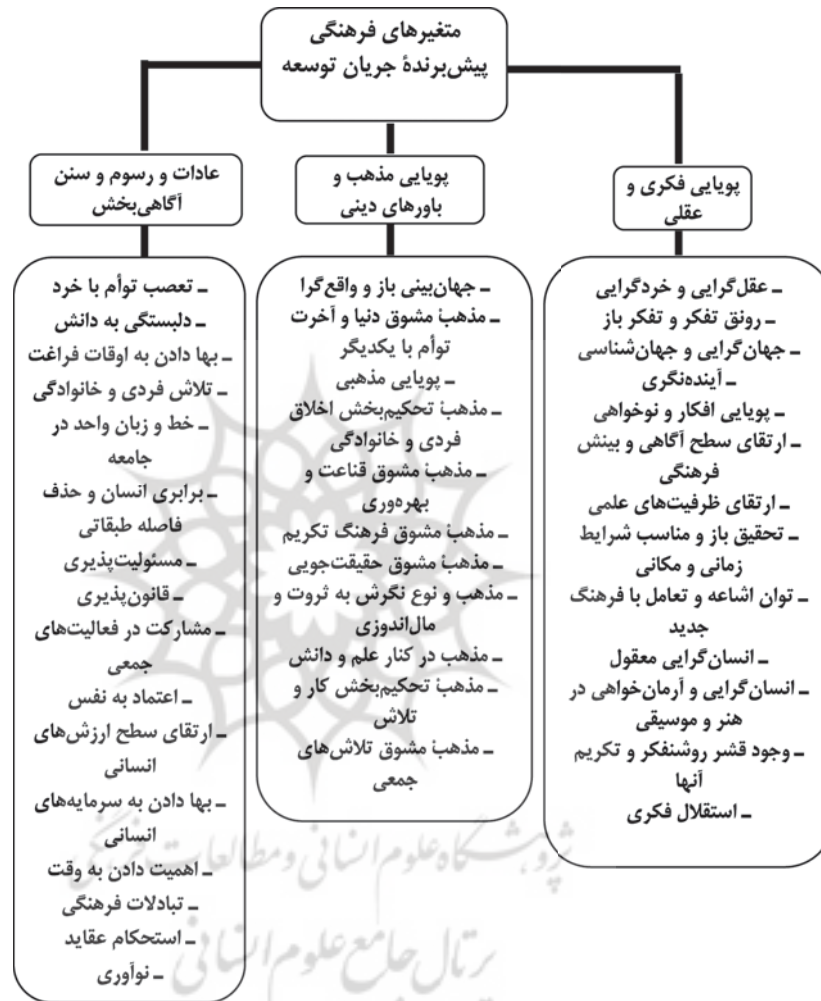 متغیرهای فرهنگی
پیش‌برندهٔ جریان توسعه
پویایی فکری و
عقلی
ـ عقل‌گرایی و خردگرایی
ـ رونق تفکر و تفکر باز
ـ جهان‌گرایی و جهان‌شناسی
ـ آینده‌نگری
ـ پویایی افکار و نوخواهی
ـ ارتقای سطح آگاهی و بینش
فرهنگی
ـ ارتقای ظرفیت‌های علمی
ـ تحقیق باز و مناسب شرایط
زمانی و مکانی
ـ توان اشاعه و تعامل با فرهنگ
جدید
ـ انسان‌گرایی معقول
ـ انسان‌گرایی و آرمان‌خواهی در
هنر و موسیقی
ـ وجود قشر روشنفکر و تکریم
آنها
ـ استقلال فکری
پویایی مذهب و
باورهای دینی
ـ جهان‌بینی باز و واقع‌گرا
ـ مذهبْ مشوق دنیا و آخرت
توأم با یکدیگر
ـ پویایی مذهبی
ـ مذهبْ تحکیم‌بخش اخلاق
فردی و خانوادگی
ـ مذهبْ مشوق قناعت و
بهره‌وری
ـ مذهبْ مشوق فرهنگ تکریم
ـ مذهبْ مشوق حقیقت‌جویی
ـ مذهب و نوع نگرش به ثروت و
مال‌اندوزی
ـ مذهب در کنار علم و دانش
ـ مذهبْ تحکیم‌بخش کار و
تلاش
ـ مذهبْ مشوق تلاش‌های
جمعی
عادات و رسوم و سنن
آگاهی‌بخش
ـ تعصب توأم با خرد
ـ دلبستگی به دانش
ـ بها دادن به اوقات فراغت
ـ تلاش فردی و خانوادگی
ـ خط و زبان واحد در
جامعه
ـ برابری انسان و حذف
فاصله طبقاتی
ـ مسئولیت‌پذیری
ـ قانون‌پذیری
ـ مشارکت در فعالیت‌های
جمعی
ـ اعتماد به نفس
ـ ارتقای سطح ارزش‌های
انسانی
ـ بها دادن به سرمایه‌های
انسانی
ـ اهمیت دادن به وقت
ـ تبادلات فرهنگی
ـ استحکام عقاید
ـ نوآوری
پژوهشگاه علوم انسانی و مطالعات فرهنگی
پرتال جامع علوم انسانی